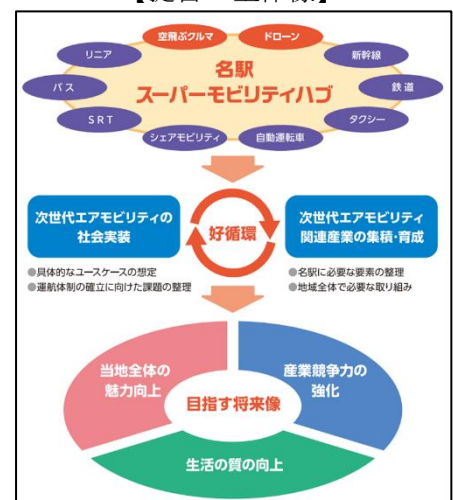 空飛ぶクルマ
ドローン
リニア
新幹線
名駅
スーパーモビリティハブ
バス
鉄道
SRT
タクシー
シェアモビリティ
自動運転車
次世代エアモビリティの
社会実装
好循環
次世代エアモビリティ
関連産業の集積・育成
●具体的なユースケースの想定
●運航体制の確立に向けた課題の整理
●名駅に必要な要素の整理
●地域全体で必要な取り組み
当地全体の
魅力向上
産業競争力の
強化
目指す将来像
生活の質の向上